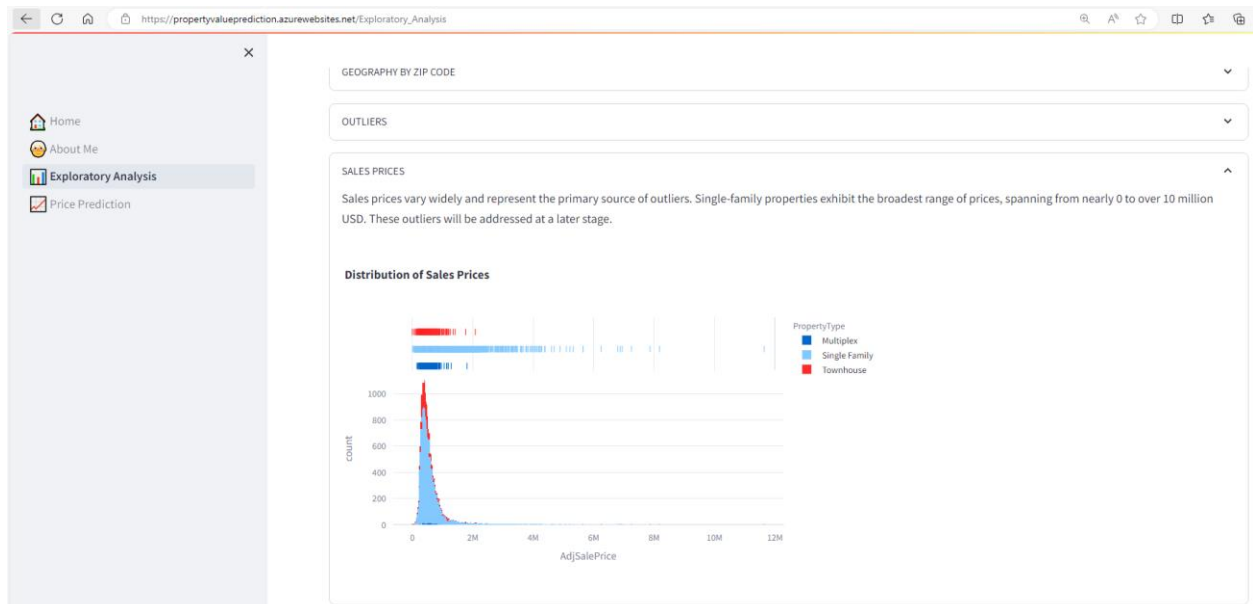 https://propertyvalueprediction.azurewebsites.net/Exploratory_Analysis
Home
About Me
Exploratory Analysis
Price Prediction
GEOGRAPHY BY ZIP CODE
OUTLIERS
SALES PRICES
Sales prices vary widely and represent the primary source of outliers. Single-family properties exhibit the broadest range of prices, spanning from nearly 0 to over 10 million
USD. These outliers will be addressed at a later stage.
Distribution of Sales Prices
PropertyType
Multiplex
Single Family
Townhouse
1000
800
600
400
200
0
count
0 2M 4M 6M 8M 10M 12M
AdjSalePrice